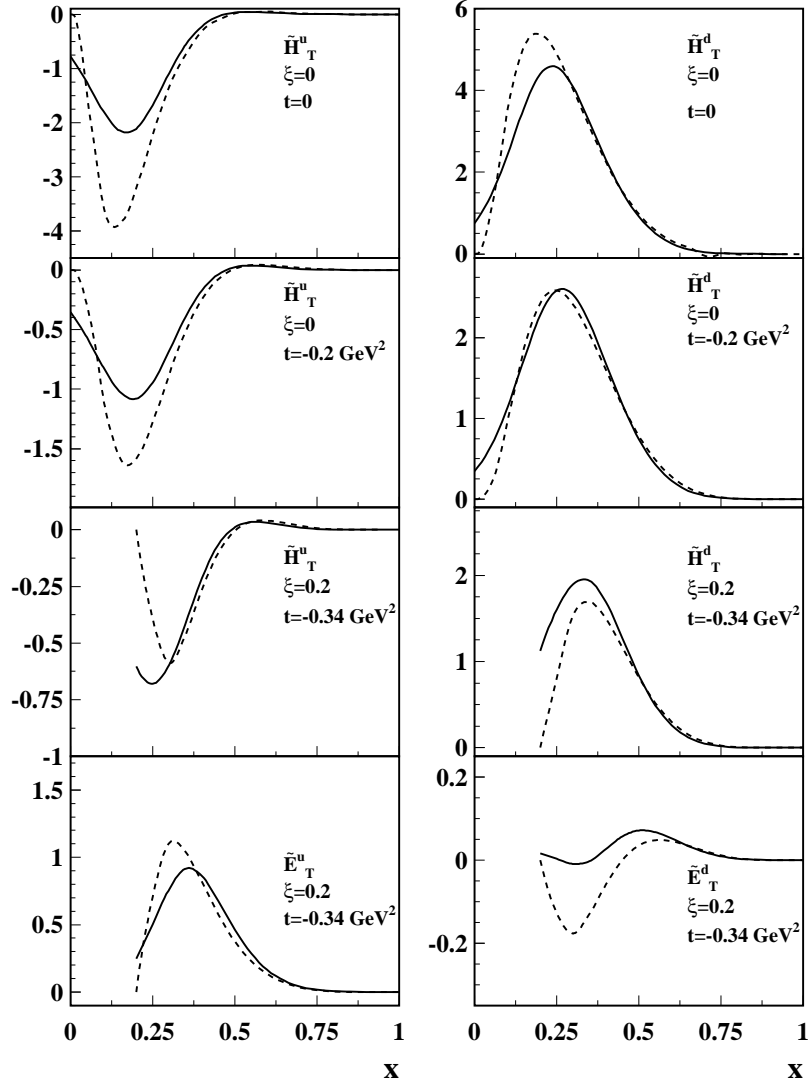 0
-1
-2
-3
-4
H̃ᵘ_T
ξ=0
t=0
6
4
2
0
H̃ᵈ_T
ξ=0
t=0
0
-0.5
-1
-1.5
H̃ᵘ_T
ξ=0
t=-0.2 GeV²
2
1
0
H̃ᵈ_T
ξ=0
t=-0.2 GeV²
0
-0.25
-0.5
-0.75
-1
H̃ᵘ_T
ξ=0.2
t=-0.34 GeV²
2
1
0
H̃ᵈ_T
ξ=0.2
t=-0.34 GeV²
1.5
1
0.5
0
Ẽᵘ_T
ξ=0.2
t=-0.34 GeV²
0 0.25 0.5 0.75 1
x
0.2
0
-0.2
Ẽᵈ_T
ξ=0.2
t=-0.34 GeV²
0 0.25 0.5 0.75 1
x